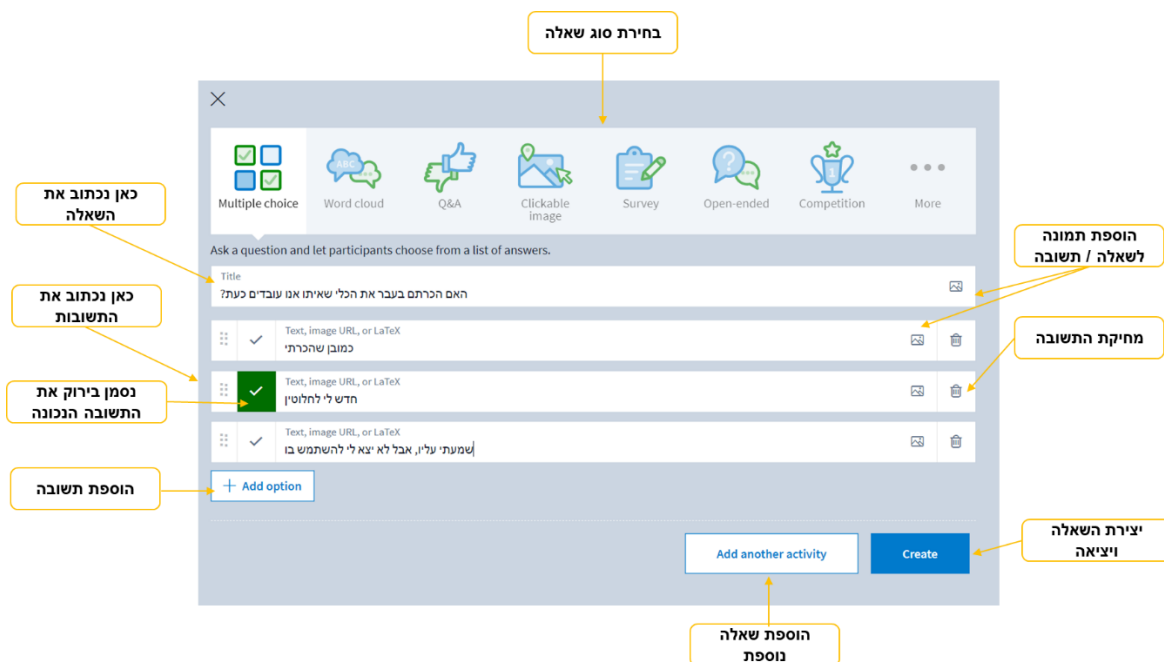 בחירת סוג שאלה
Multiple choice
Word cloud
ABC
Q&A
Clickable
image
Survey
?
Open-ended
1
Competition
More
כאן נכתוב את
השאלה
Ask a question and let participants choose from a list of answers.
הוספת תמונה
לשאלה / תשובה
Title
האם הכרתם בעבר את הכלי שאיתו אנו עובדים כעת?
כאן נכתוב את
התשובות
Text, image URL, or LaTeX
כמובן שהכרתי
מחיקת התשובה
Text, image URL, or LaTeX
חדש לי לחלוטין
נסמן בירוק את
התשובה הנכונה
Text, image URL, or LaTeX
שמעתי עליו, אבל לא יצא לי להשתמש בו
הוספת תשובה
+ Add option
יצירת השאלה
ויציאה
Add another activity
Create
הוספת שאלה
נוספת